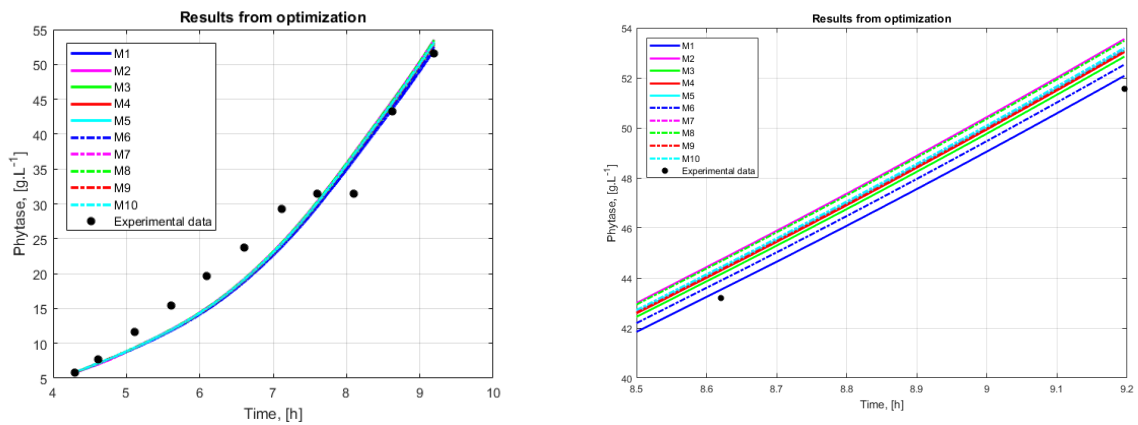 Results from optimization
55
50
45
40
35
30
25
20
15
10
5
Phytase, [g.L⁻¹]
M1
M2
M3
M4
M5
M6
M7
M8
M9
M10
Experimental data
4 5 6 7 8 9 10
Time, [h]
Results from optimization
54
52
50
48
46
44
42
40
Phytase, [g.L⁻¹]
M1
M2
M3
M4
M5
M6
M7
M8
M9
M10
Experimental data
8.5 8.6 8.7 8.8 8.9 9 9.1 9.2
Time, [h]